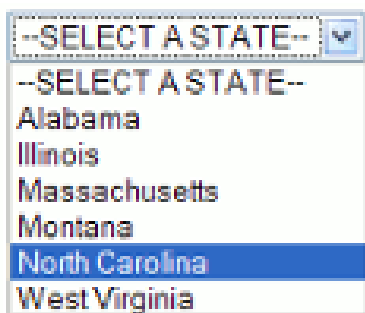 --SELECT A STATE--
--SELECT A STATE--
Alabama
Illinois
Massachusetts
Montana
North Carolina
West Virginia